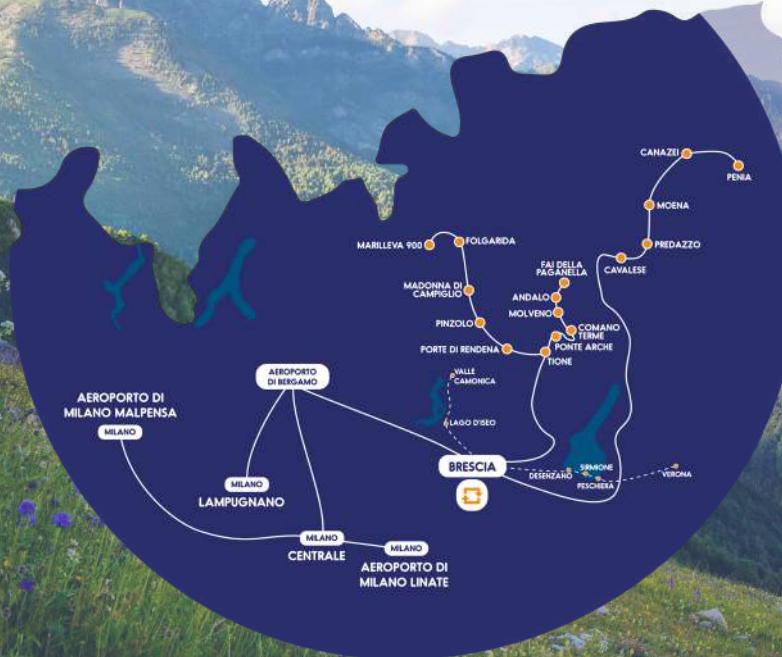 CANAZEI
PENIA
MOENA
PREDAZZO
CAVALESE
MARILLEVA 900
FOLGARIDA
FAI DELLA
PAGANELLA
MADONNA DI
CAMPIGLIO
ANDALO
MOLVENO
PINZOLO
COMANO
TERME
PONTE ARCHE
PORTE DI RENDENA
TIONE
VALLE
CAMONICA
AEROPORTO
DI BERGAMO
AEROPORTO DI
MILANO MALPENSA
MILANO
LAGO D'ISEO
BRESCIA
DESENZANO
SIRMIONE
PESCHIERA
VERONA
MILANO
LAMPUGNANO
MILANO
CENTRALE
MILANO
AEROPORTO DI
MILANO LINATE